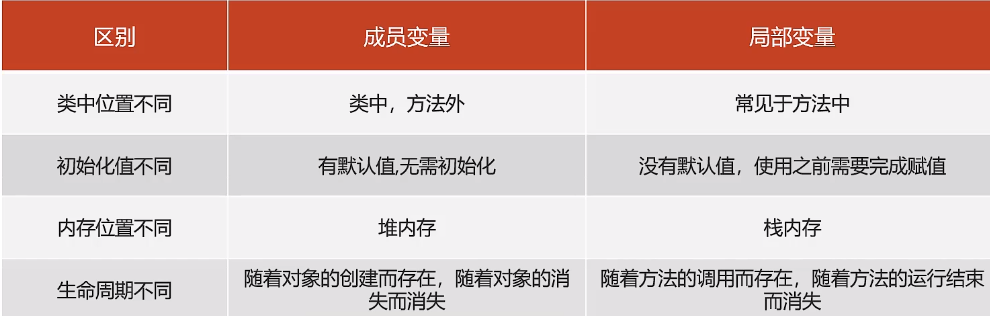 区别 成员变量 局部变量
类中位置不同 类中，方法外 常见于方法中
初始化值不同 有默认值,无需初始化 没有默认值，使用之前需要完成赋值
内存位置不同 堆内存 栈内存
生命周期不同 随着对象的创建而存在，随着对象的消 随着方法的调用而存在，随着方法的运行结束
失而消失 而消失